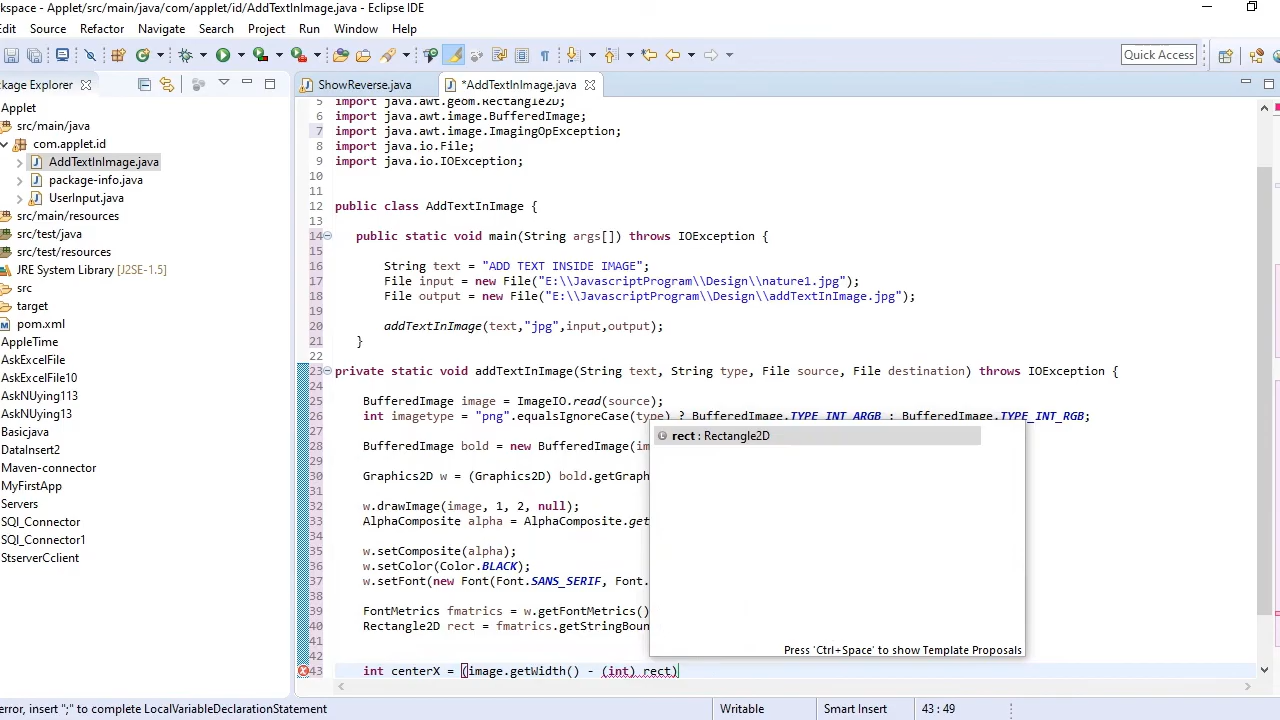 kspace - Applet/src/main/java/com/applet/id/AddTextInImage.java - Eclipse IDE
Edit Source Refactor Navigate Search Project Run Window Help
Quick Access
kage Explorer
ShowReverse.java
*AddTextInImage.java
Applet
src/main/java
com.applet.id
AddTextInImage.java
package-info.java
UserInput.java
src/main/resources
src/test/java
src/test/resources
JRE System Library [J2SE-1.5]
src
target
pom.xml
AppleTime
AskExcelFile
AskExcelFile10
AskNUying113
AskNUying13
Basicjava
DataInsert2
Maven-connector
MyFirstApp
Servers
SQl_Connector
SQl_Connector1
StserverCclient
5 import java.awt.geom.Rectangle2D;
6 import java.awt.image.BufferedImage;
7 import java.awt.image.ImagingOpException;
8 import java.io.File;
9 import java.io.IOException;
10
11
12 public class AddTextInImage {
13
14 public static void main(String args[]) throws IOException {
15
16 String text = "ADD TEXT INSIDE IMAGE";
17 File input = new File("E:\\JavascriptProgram\\Design\\nature1.jpg");
18 File output = new File("E:\\JavascriptProgram\\Design\\addTextInImage.jpg");
19
20 addTextInImage(text,"jpg",input,output);
21 }
22
23 private static void addTextInImage(String text, String type, File source, File destination) throws IOException {
24
25 BufferedImage image = ImageIO.read(source);
26 int imagetype = "png".equalsIgnoreCase(type) ? BufferedImage.TYPE_INT_ARGB : BufferedImage.TYPE_INT_RGB;
27
28 BufferedImage bold = new BufferedImage(im
29
30 Graphics2D w = (Graphics2D) bold.getGraph
31
32 w.drawImage(image, 1, 2, null);
33 AlphaComposite alpha = AlphaComposite.get
34
35 w.setComposite(alpha);
36 w.setColor(Color.BLACK);
37 w.setFont(new Font(Font.SANS_SERIF, Font.
38
39 FontMetrics fmatrics = w.getFontMetrics()
40 Rectangle2D rect = fmatrics.getStringBoun
41
42
43 int centerX = (image.getWidth() - (int) rect)
rect : Rectangle2D
Press 'Ctrl+Space' to show Template Proposals
error, insert ";" to complete LocalVariableDeclarationStatement
Writable
Smart Insert
43 : 49